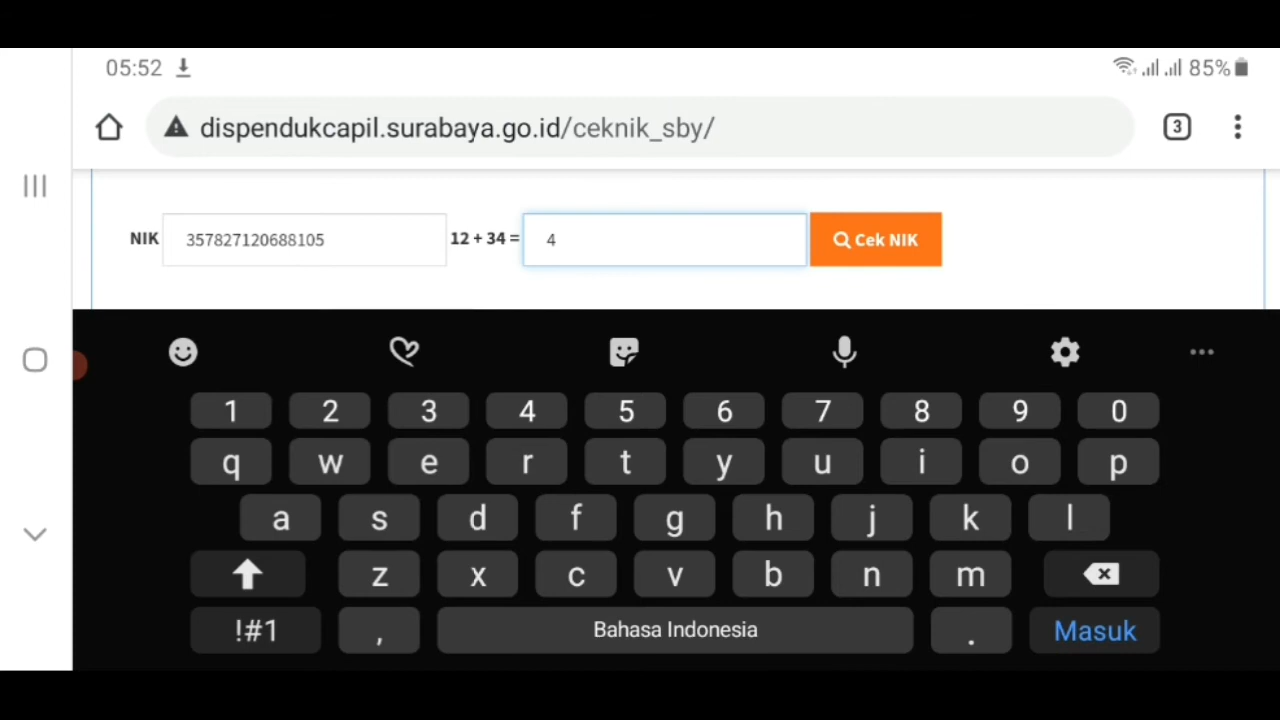 05:52 85%
dispendukcapil.surabaya.go.id/ceknik_sby/ 3
NIK 357827120688105 12 + 34 = 4 Cek NIK
1 2 3 4 5 6 7 8 9 0
q w e r t y u i o p
a s d f g h j k l
z x c v b n m
!#1 , Bahasa Indonesia . Masuk